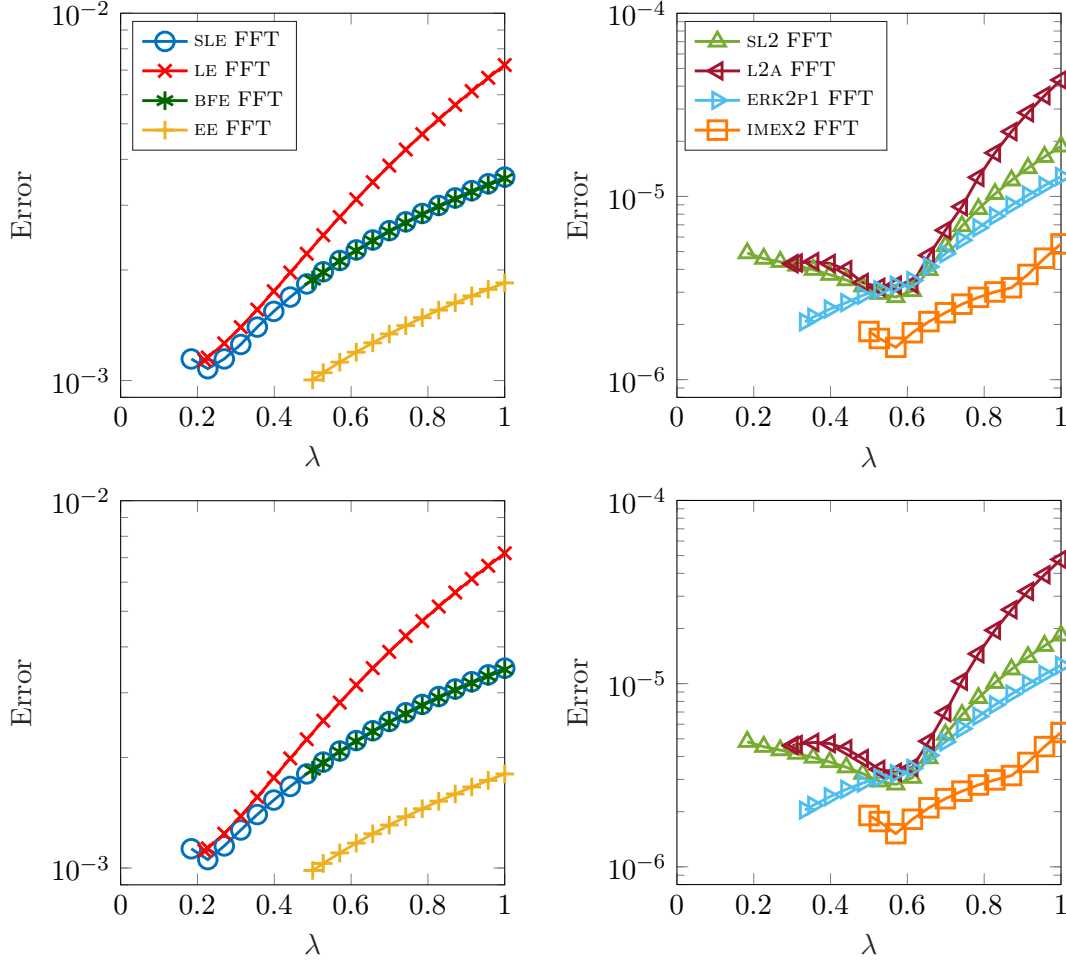 10⁻²
SLE FFT
LE FFT
BFE FFT
EE FFT
Error
10⁻³
0 0.2 0.4 0.6 0.8 1
λ
10⁻⁴
SL2 FFT
L2A FFT
ERK2P1 FFT
IMEX2 FFT
10⁻⁵
Error
10⁻⁶
0 0.2 0.4 0.6 0.8 1
λ
10⁻²
Error
10⁻³
0 0.2 0.4 0.6 0.8 1
λ
10⁻⁴
10⁻⁵
Error
10⁻⁶
0 0.2 0.4 0.6 0.8 1
λ